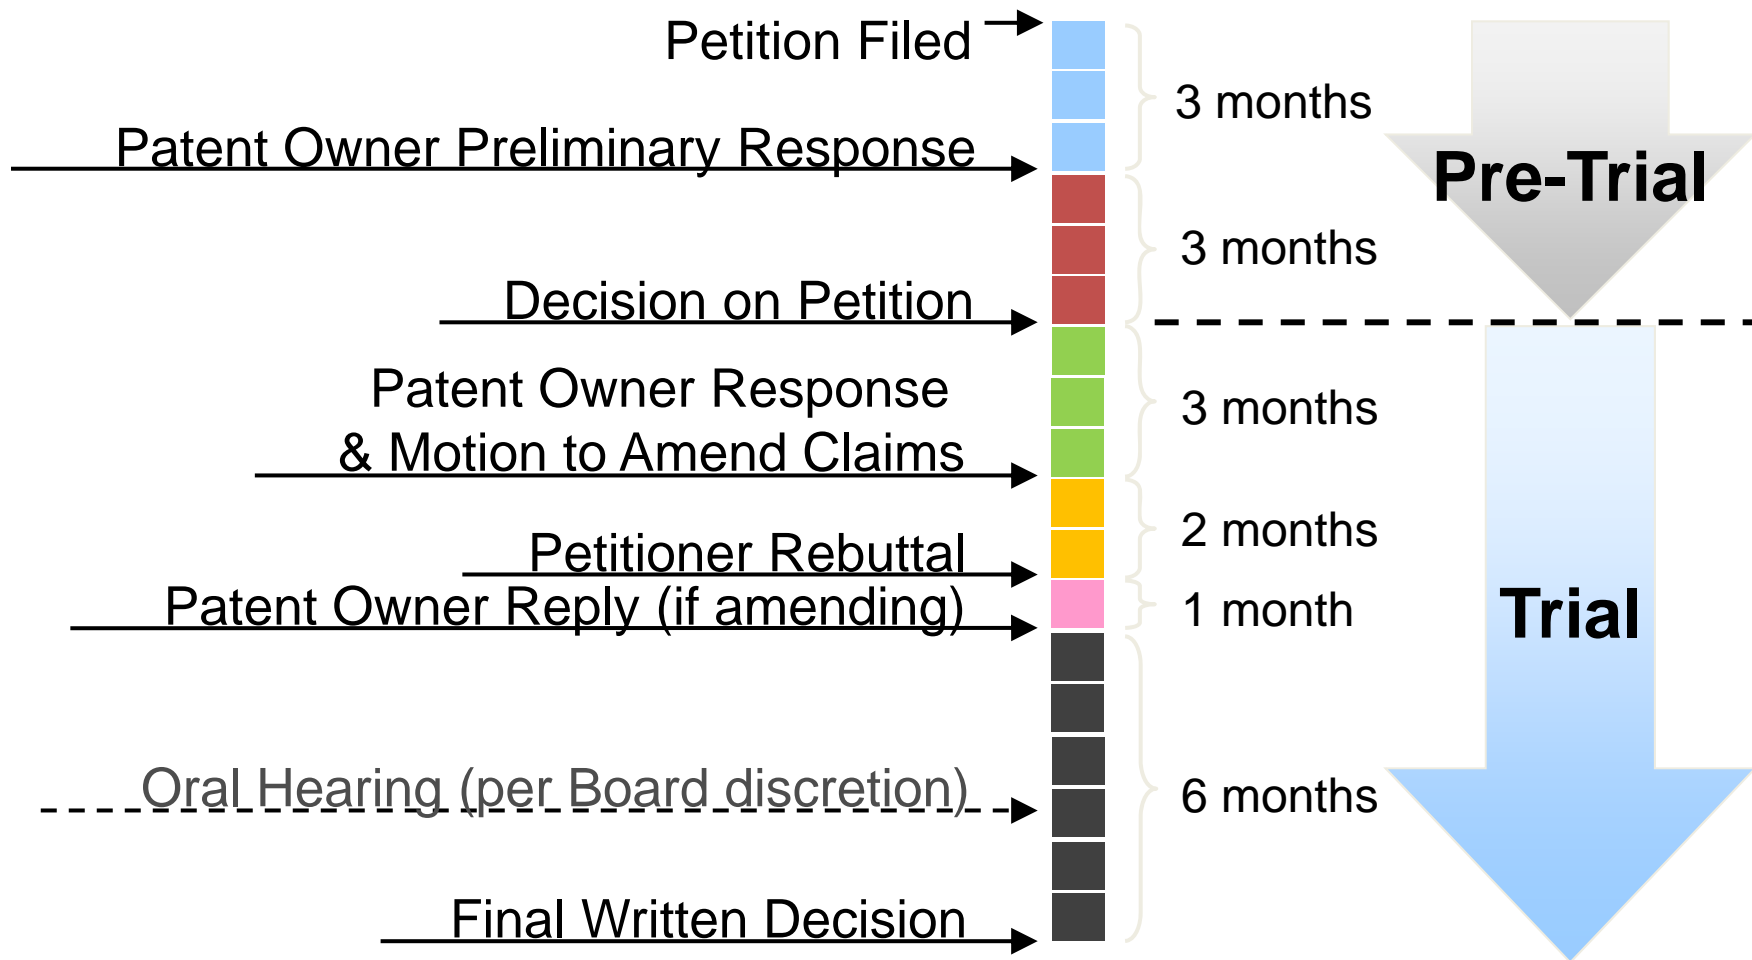 Petition Filed
3 months
Patent Owner Preliminary Response
Pre-Trial
3 months
Decision on Petition
Patent Owner Response
& Motion to Amend Claims
3 months
Petitioner Rebuttal
2 months
Patent Owner Reply (if amending)
1 month
Trial
Oral Hearing (per Board discretion)
6 months
Final Written Decision